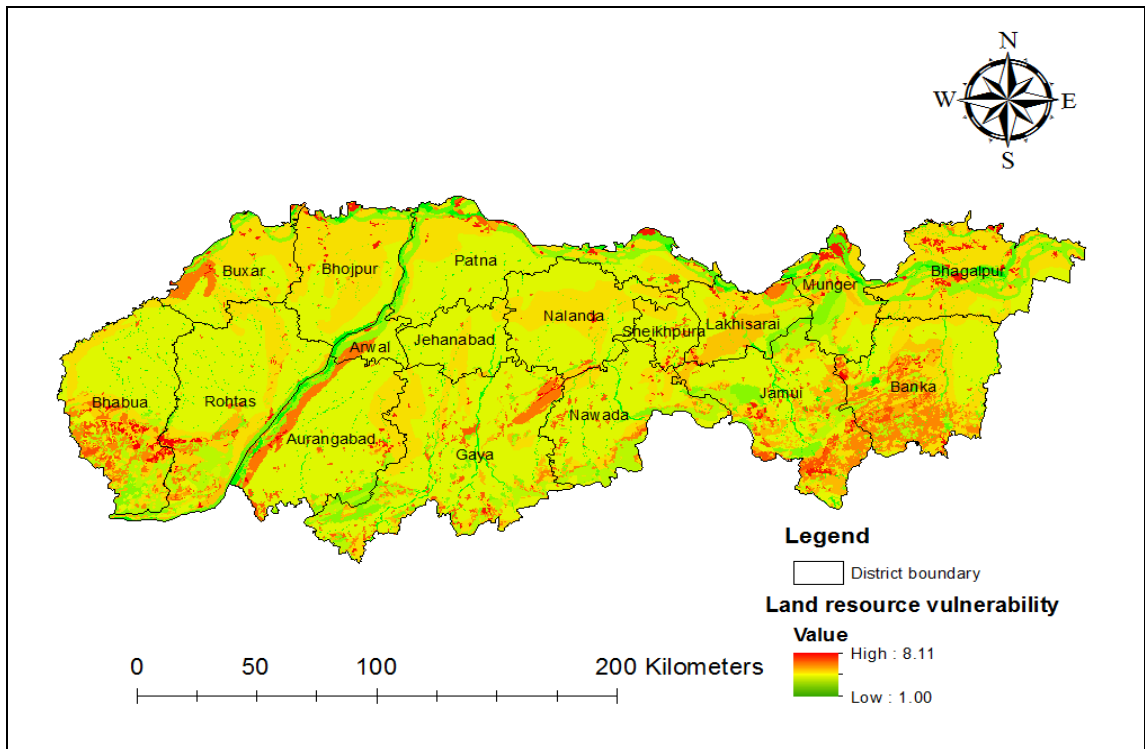 N
W E
S
Patna
Buxar
Bhojpur
Bhagalpur
Munger
Nalanda
Sheikhpura
Lakhisarai
Arwal
Jehanabad
Bhabua
Rohtas
Jamui
Banka
Nawada
Aurangabad
Gaya
Legend
District boundary
Land resource vulnerability
Value
High : 8.11
Low : 1.00
0 50 100 200 Kilometers